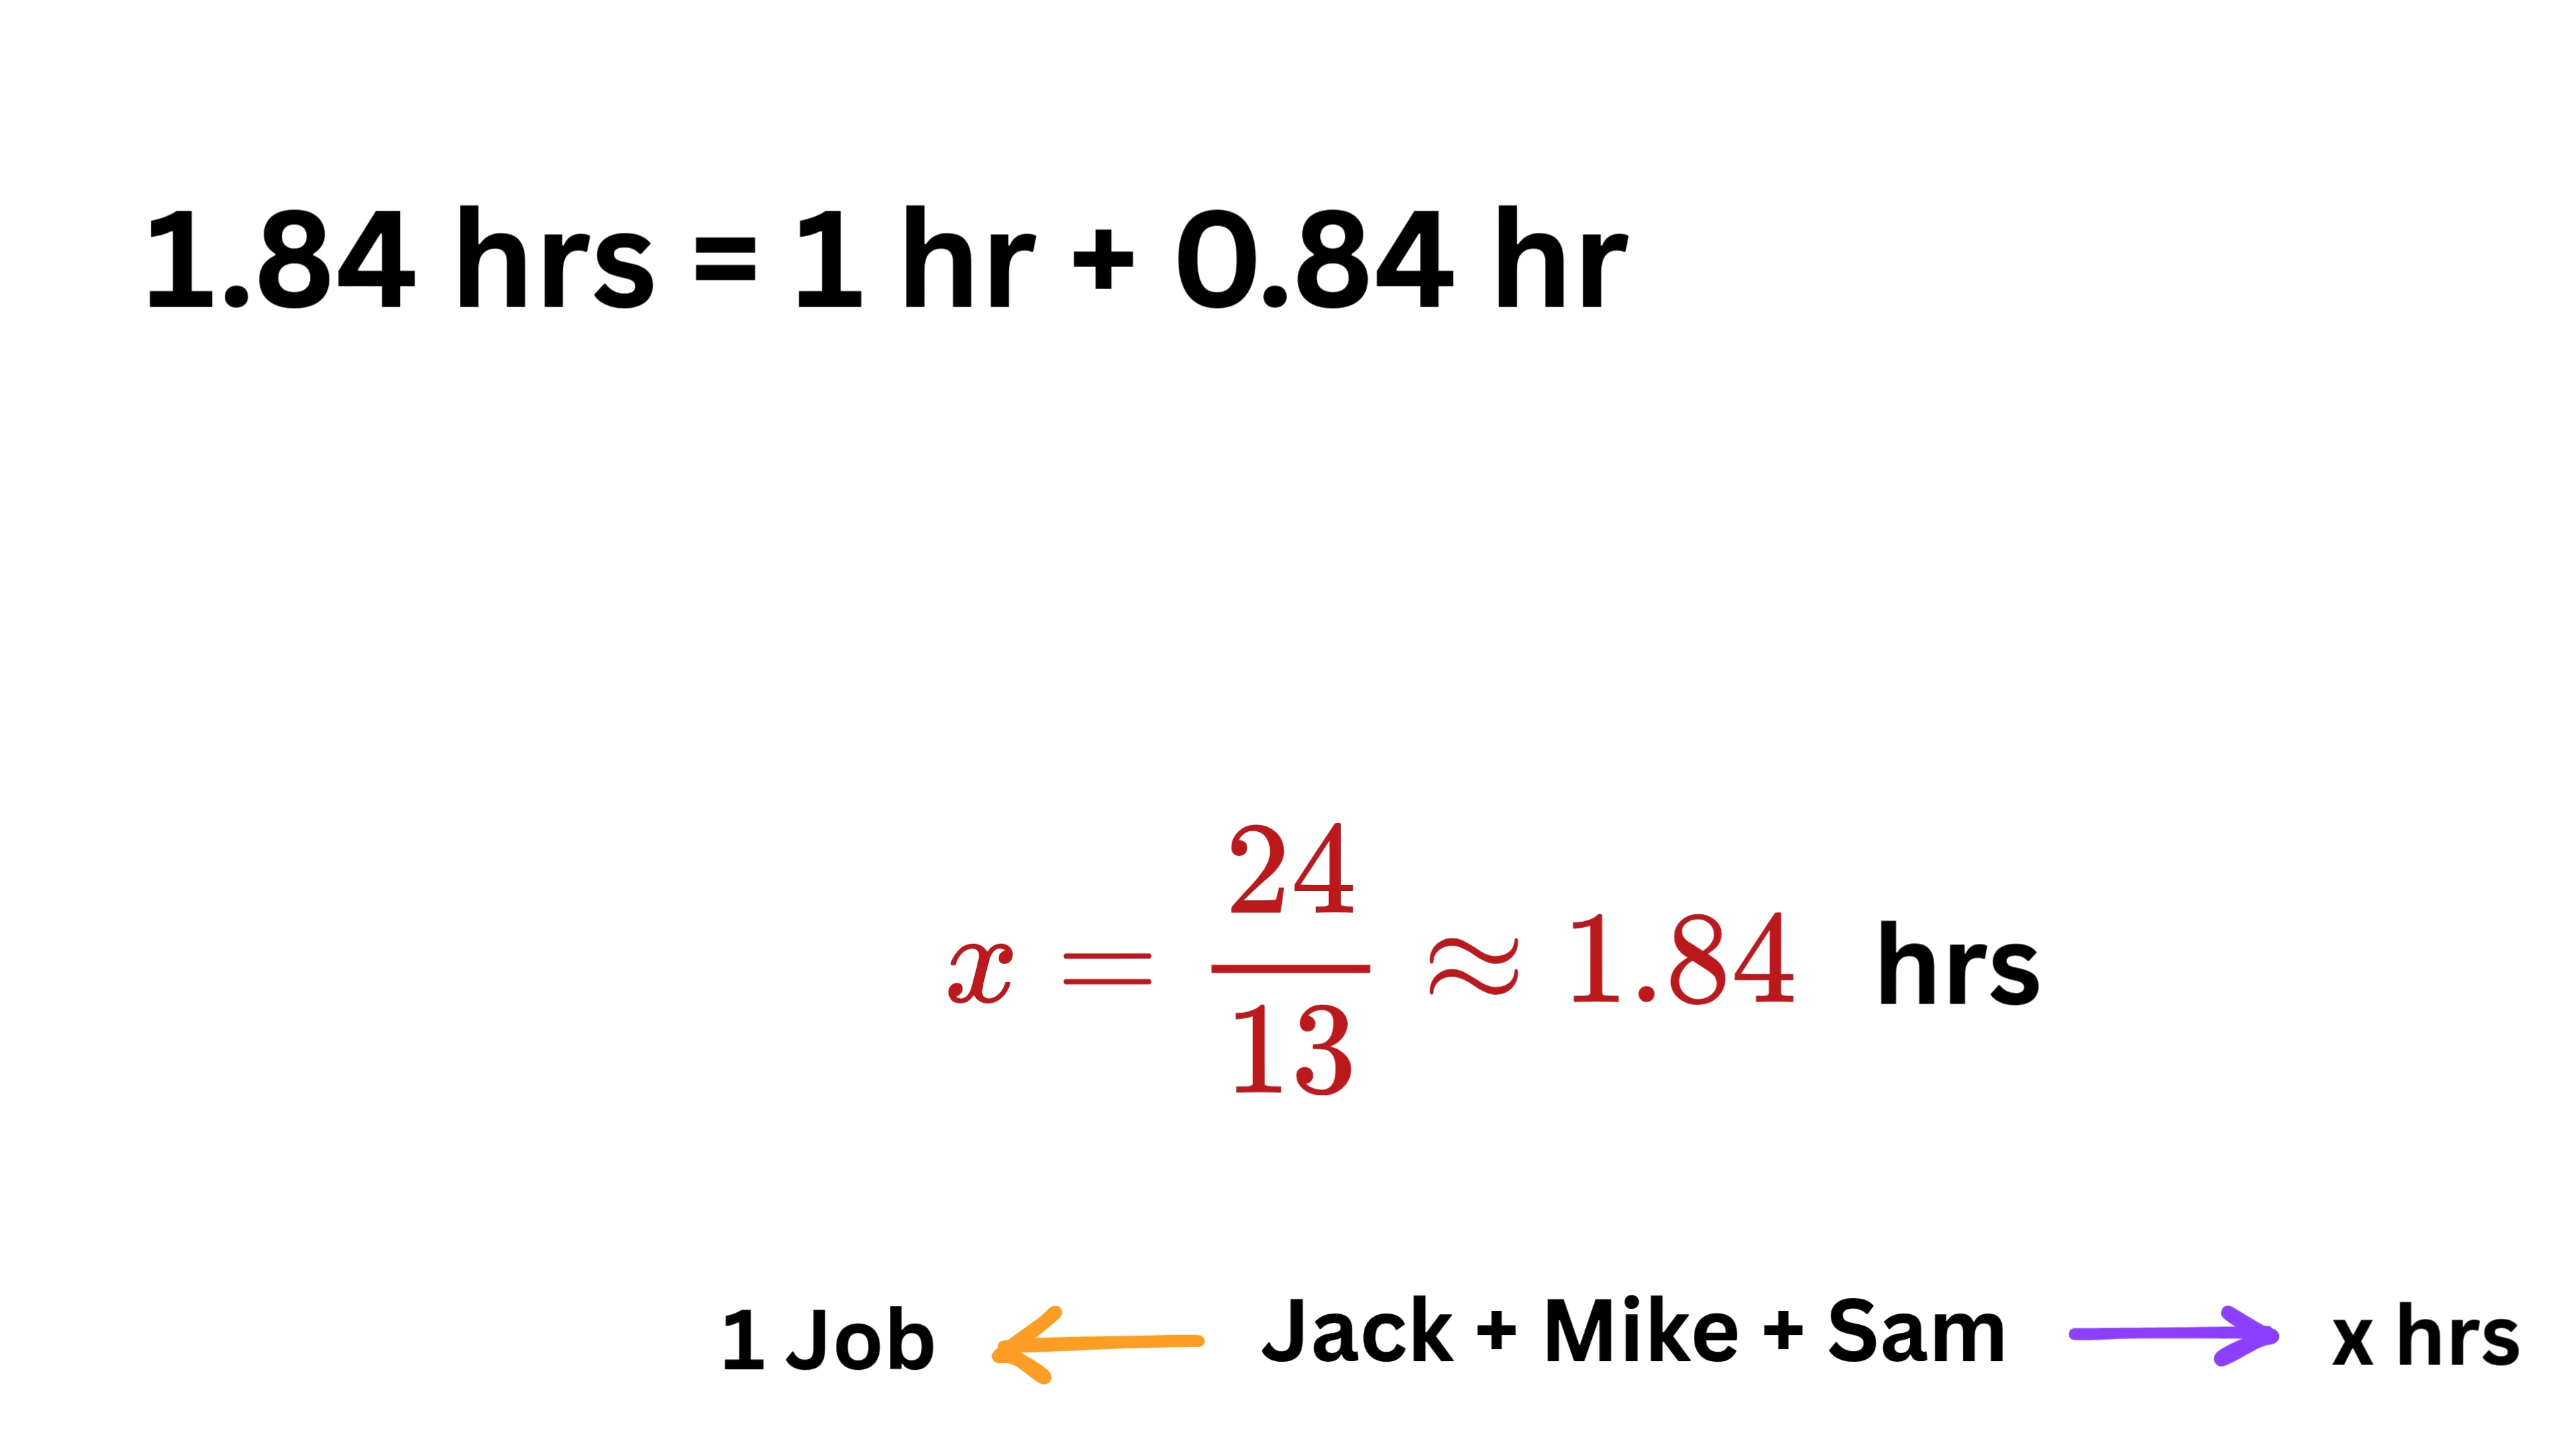 1.84 hrs = 1 hr + 0.84 hr
x = 24/13 ≈ 1.84 hrs
1 Job ← Jack + Mike + Sam → x hrs